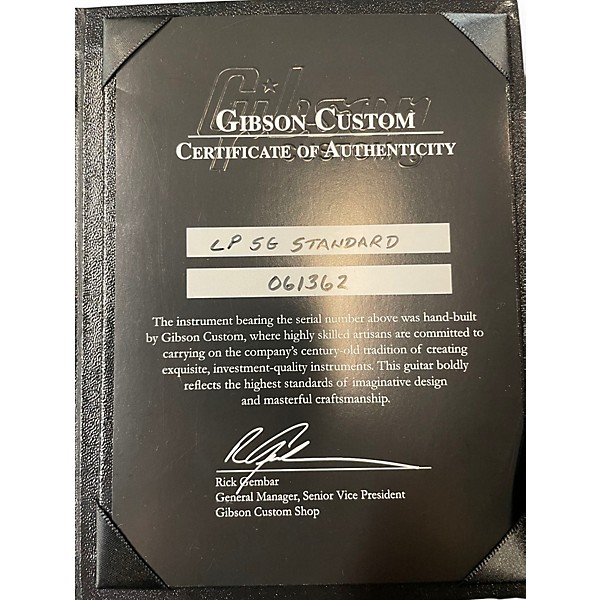 Gibson
Custom
GIBSON CUSTOM
CERTIFICATE OF AUTHENTICITY
LP SG STANDARD
061362
The instrument bearing the serial number above was hand-built
by Gibson Custom, where highly skilled artisans are committed to
carrying on the company's century-old tradition of creating
exquisite, investment-quality instruments. This guitar boldly
reflects the highest standards of imaginative design
and masterful craftsmanship.
Rick Gembar
General Manager, Senior Vice President
Gibson Custom Shop